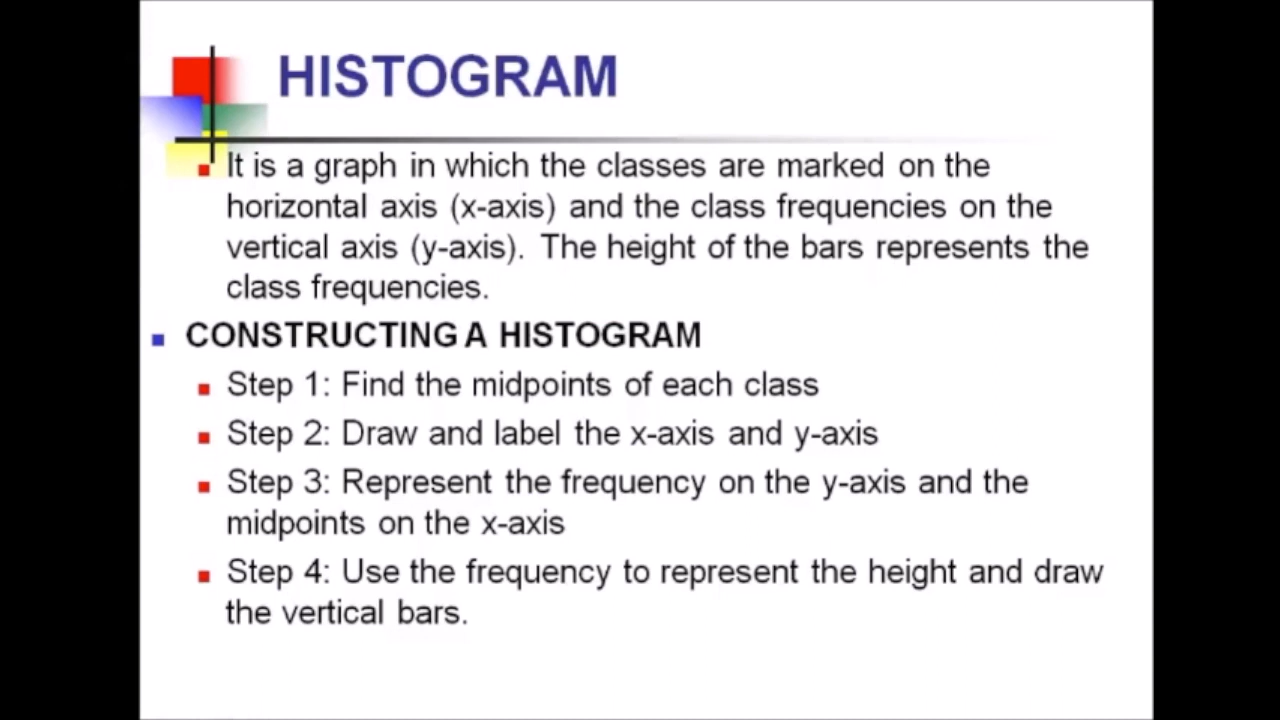 HISTOGRAM
It is a graph in which the classes are marked on the
horizontal axis (x-axis) and the class frequencies on the
vertical axis (y-axis). The height of the bars represents the
class frequencies.
CONSTRUCTING A HISTOGRAM
Step 1: Find the midpoints of each class
Step 2: Draw and label the x-axis and y-axis
Step 3: Represent the frequency on the y-axis and the
midpoints on the x-axis
Step 4: Use the frequency to represent the height and draw
the vertical bars.